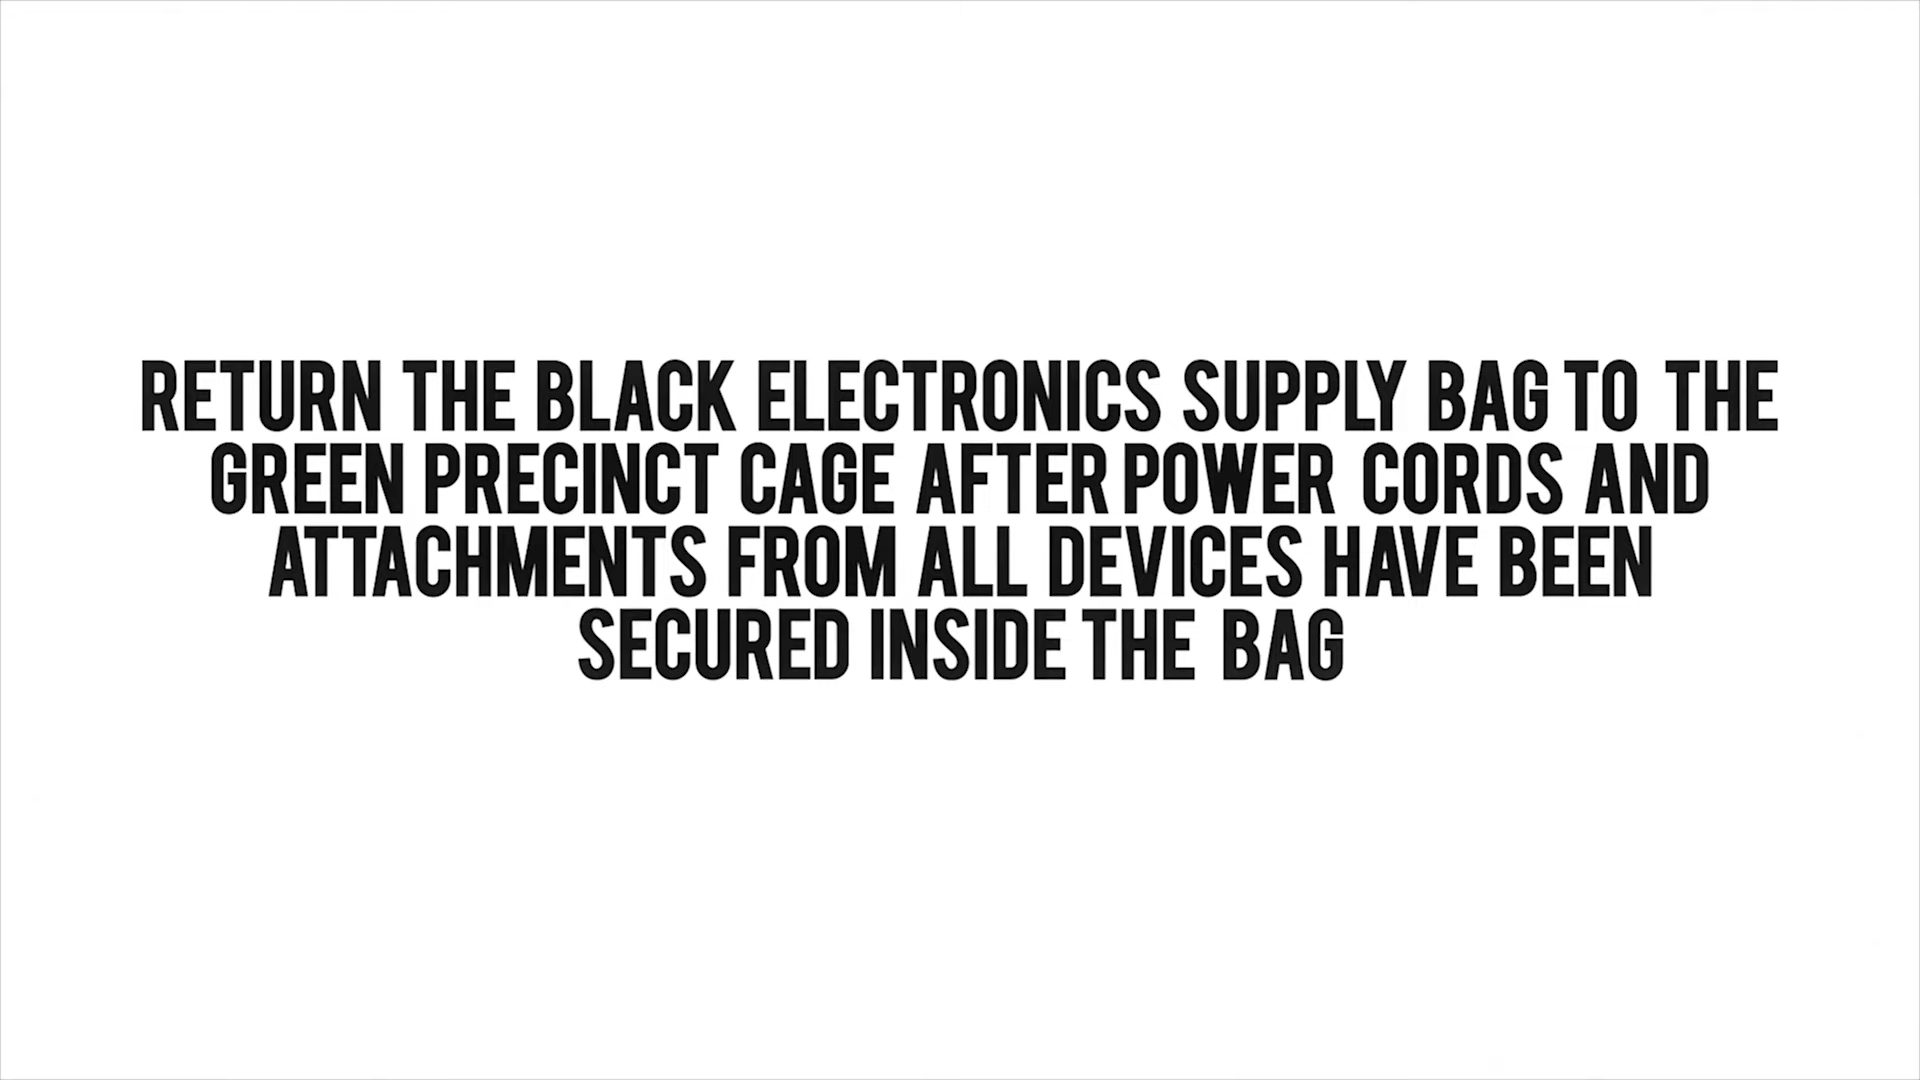 RETURN THE BLACK ELECTRONICS SUPPLY BAG TO THE
GREEN PRECINCT CAGE AFTER POWER CORDS AND
ATTACHMENTS FROM ALL DEVICES HAVE BEEN
SECURED INSIDE THE BAG